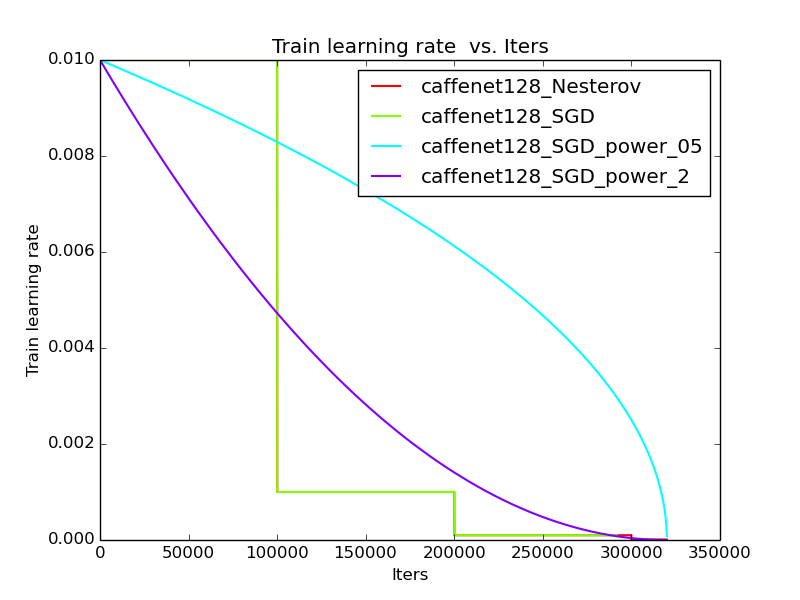 Train learning rate  vs. Iters
0.010
0.008
0.006
0.004
0.002
0.000
Train learning rate
caffenet128_Nesterov
caffenet128_SGD
caffenet128_SGD_power_05
caffenet128_SGD_power_2
0 50000 100000 150000 200000 250000 300000 350000
Iters